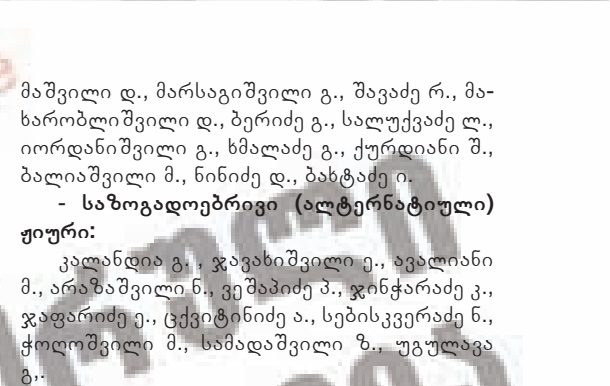 მაშვილი დ., მარსაგიშვილი გ., შავაძე რ., მა-
ხარობლიშვილი დ., ბერიძე გ., სალუქვაძე ლ.,
იორდანიშვილი გ., ხმალაძე გ., ქურდიანი შ.,
ბალიაშვილი მ., ნინიძე დ., ბახტაძე ი.
- საზოგადოებრივი (ალტერნატიული)
ჟიური:
კალანდია გ. , ჯავახიშვილი ე., ავალიანი
მ., არაზაშვილი ნ., ვეშაპიძე პ., ჯინჭარაძე კ.,
ჯაფარიძე ე., ცქვიტინიძე ა., სებისკვერაძე ნ.,
ჭოღოშვილი მ., სამადაშვილი ზ., უგულავა
გ,.